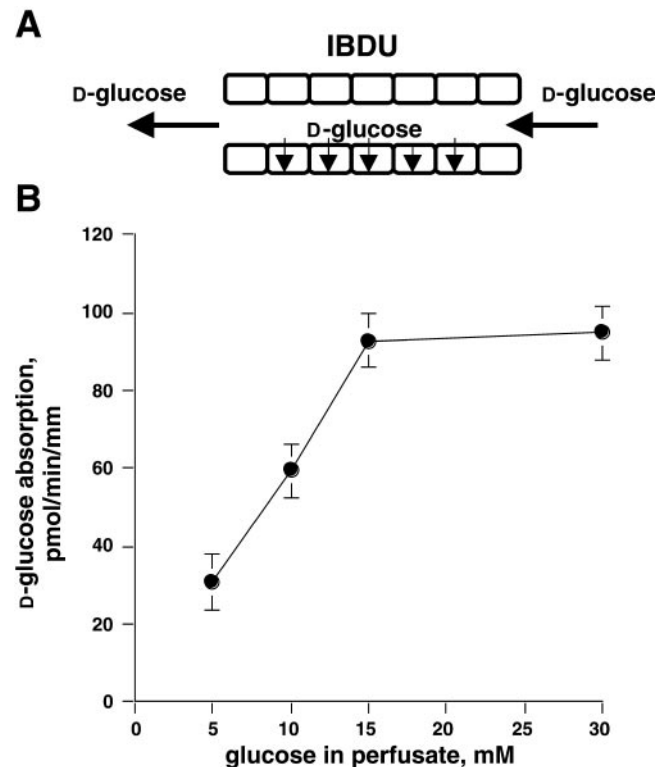 A
IBDU
D-glucose
D-glucose
D-glucose
B
120
100
80
60
40
20
0
D-glucose absorption,
pmol/min/mm
0 5 10 15 20 25 30
glucose in perfusate, mM